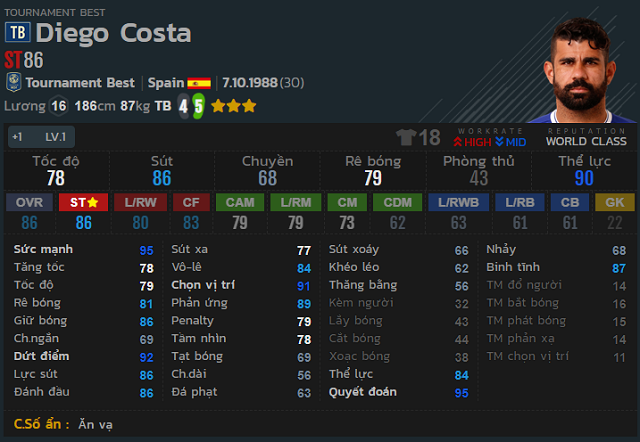 TOURNAMENT BEST
TB Diego Costa
ST 86
Tournament Best Spain 7.10.1988 (30)
Lương 16 186cm 87kg TB 4 5
+1 LV.1
18 WORKRATE HIGH MID REPUTATION WORLD CLASS
Tốc độ Sút Chuyền Rê bóng Phòng thủ Thể lực
78 86 68 79 43 90
OVR ST L/RW CF CAM L/RM CM CDM L/RWB L/RB CB GK
86 86 80 83 79 79 73 62 63 61 61 22
Sức mạnh 95 Sút xa 77 Sút xoáy 66 Nhảy 68
Tăng tốc 78 Vô-lê 84 Khéo léo 62 Bình tĩnh 87
Tốc độ 79 Chọn vị trí 91 Thăng bằng 56 TM đổ người 14
Rê bóng 81 Phản ứng 89 Kèm người 32 TM bắt bóng 16
Giữ bóng 86 Penalty 79 Lấy bóng 43 TM phát bóng 15
Ch.ngắn 69 Tầm nhìn 78 Cắt bóng 44 TM phản xạ 14
Dứt điểm 92 Tạt bóng 69 Xoạc bóng 38 TM chọn vị trí 11
Lực sút 86 Ch.dài 56 Thể lực 84
Đánh đầu 86 Đá phạt 63 Quyết đoán 95
C.Số ẩn : Ăn vạ